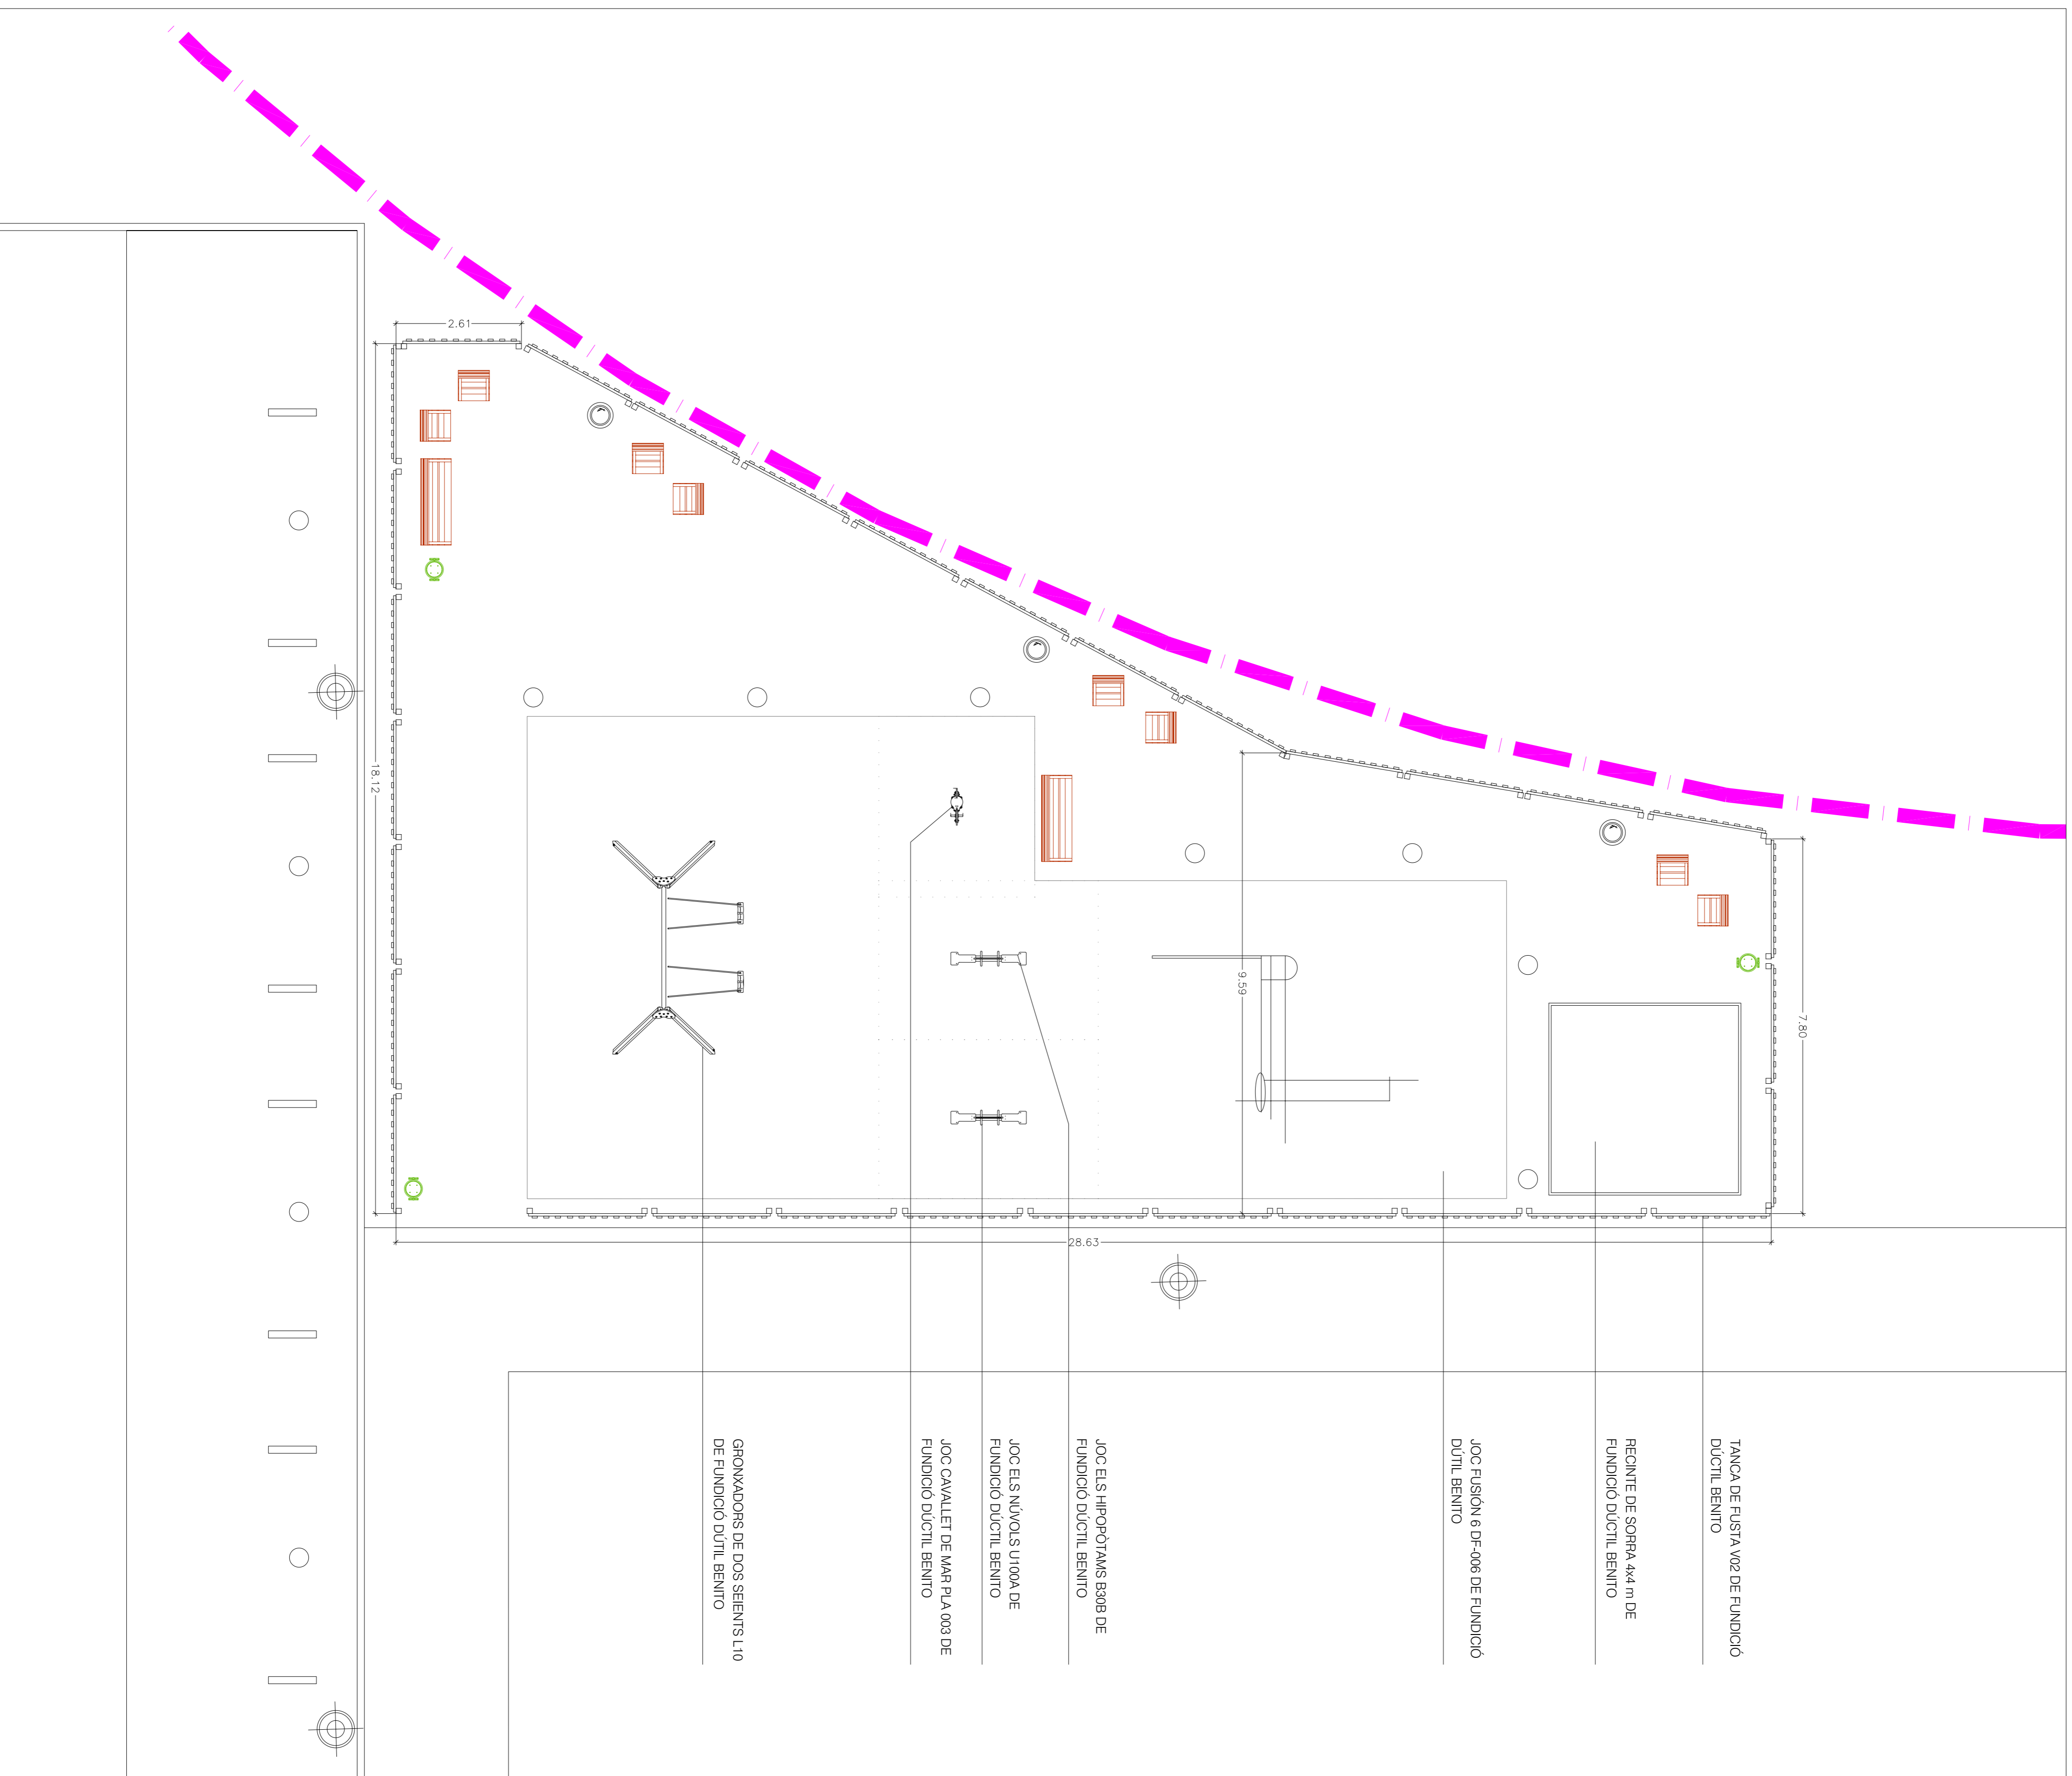 2.61
18.12
9.59
7.80
28.63
TANCA DE FUSTA V02 DE FUNDICIÓ
DÚCTIL BENITO
RECINTE DE SORRA 4x4 m DE
FUNDICIÓ DÚCTIL BENITO
JOC FUSIÓN 6 DF-006 DE FUNDICIÓ
DÚTIL BENITO
JOC ELS HIPOPÒTAMS B30B DE
FUNDICIÓ DÚCTIL BENITO
JOC ELS NÚVOLS U100A DE
FUNDICIÓ DÚCTIL BENITO
JOC CAVALLET DE MAR PLA 003 DE
FUNDICIÓ DÚCTIL BENITO
GRONXADORS DE DOS SEIENTS L10
DE FUNDICIÓ DÚTIL BENITO